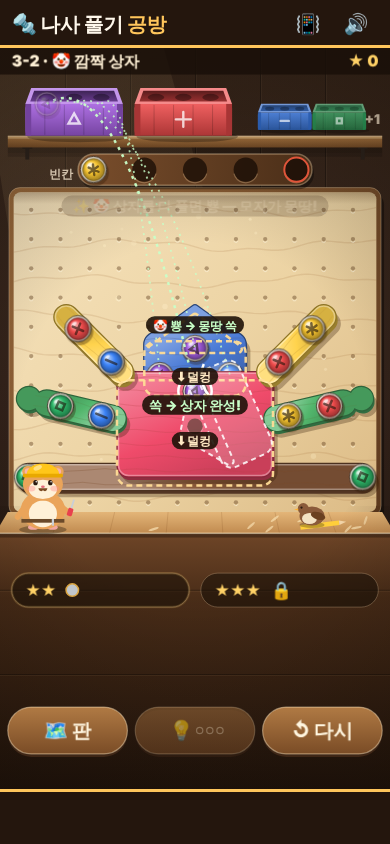 나사 풀기 공방
3-2 · 깜짝 상자
★ 0
+1
빈칸
뿅 → 몽땅 쏙
↓덜컹
쏙 → 상자 완성!
↓덜컹
★★
★★★
판
다시